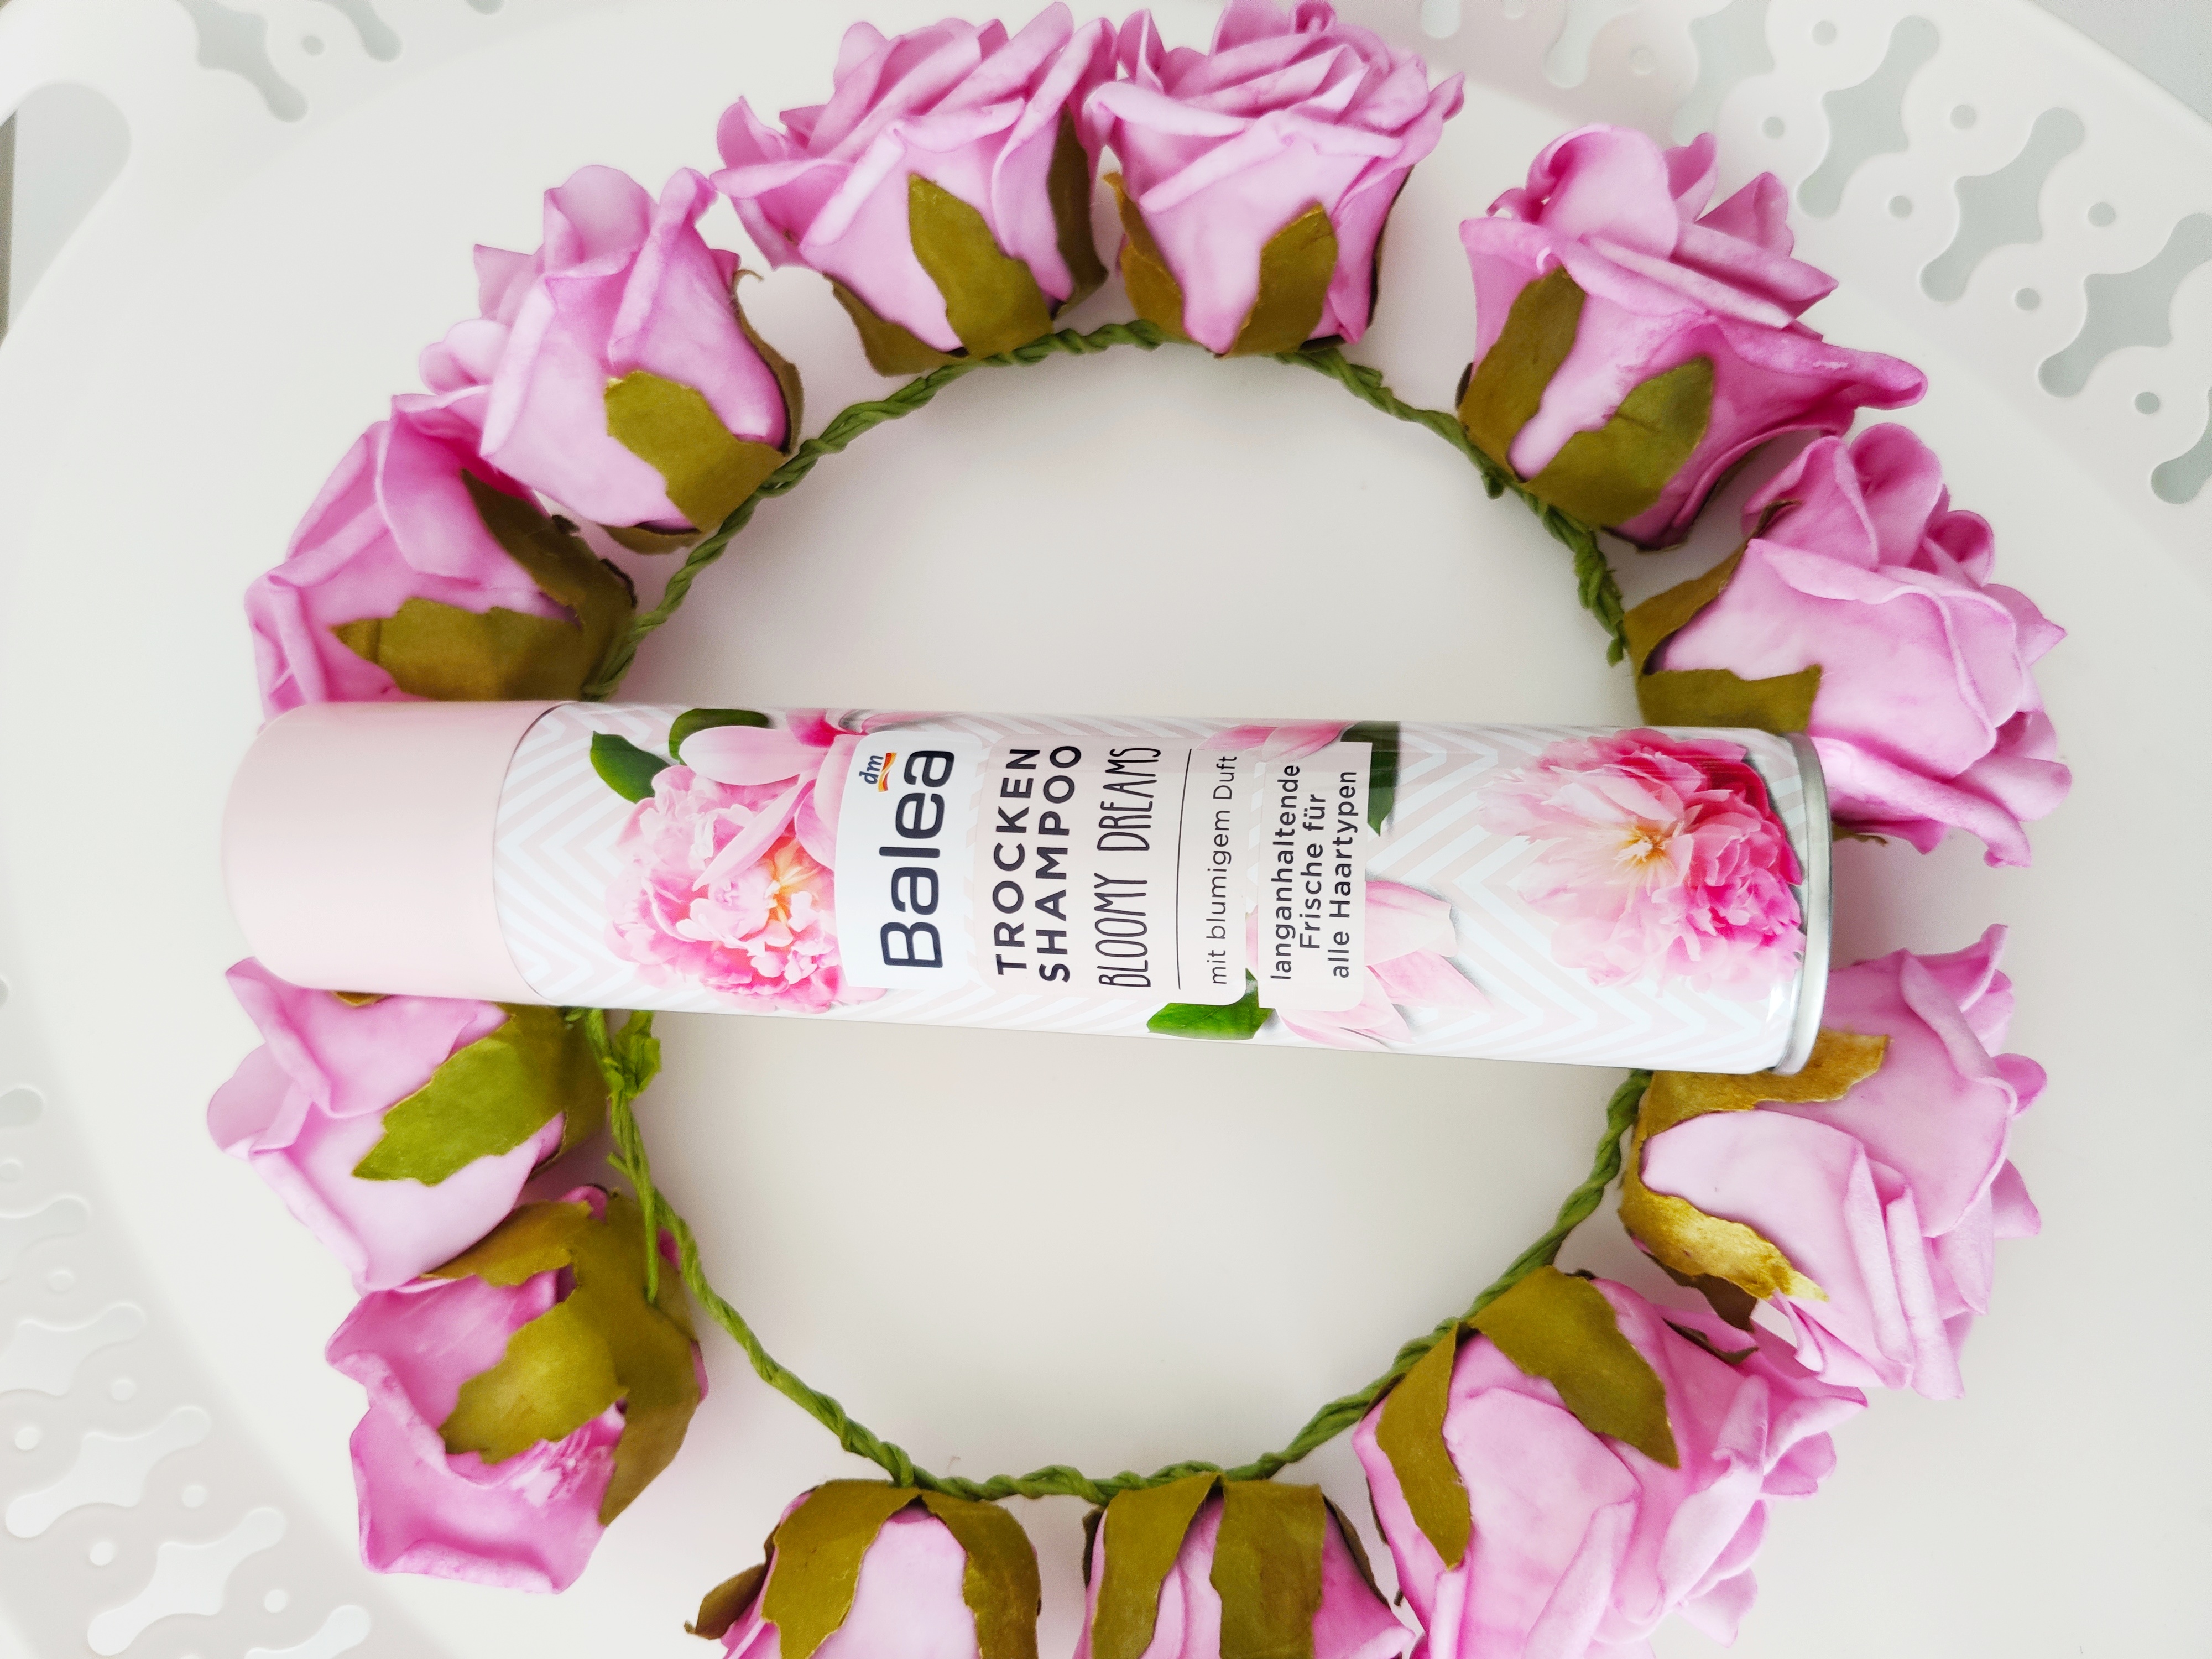 dm
Balea
TROCKEN
SHAMPOO
BLOOMY DREAMS
mit blumigem Duft
langanhaltende
Frische für
alle Haartypen